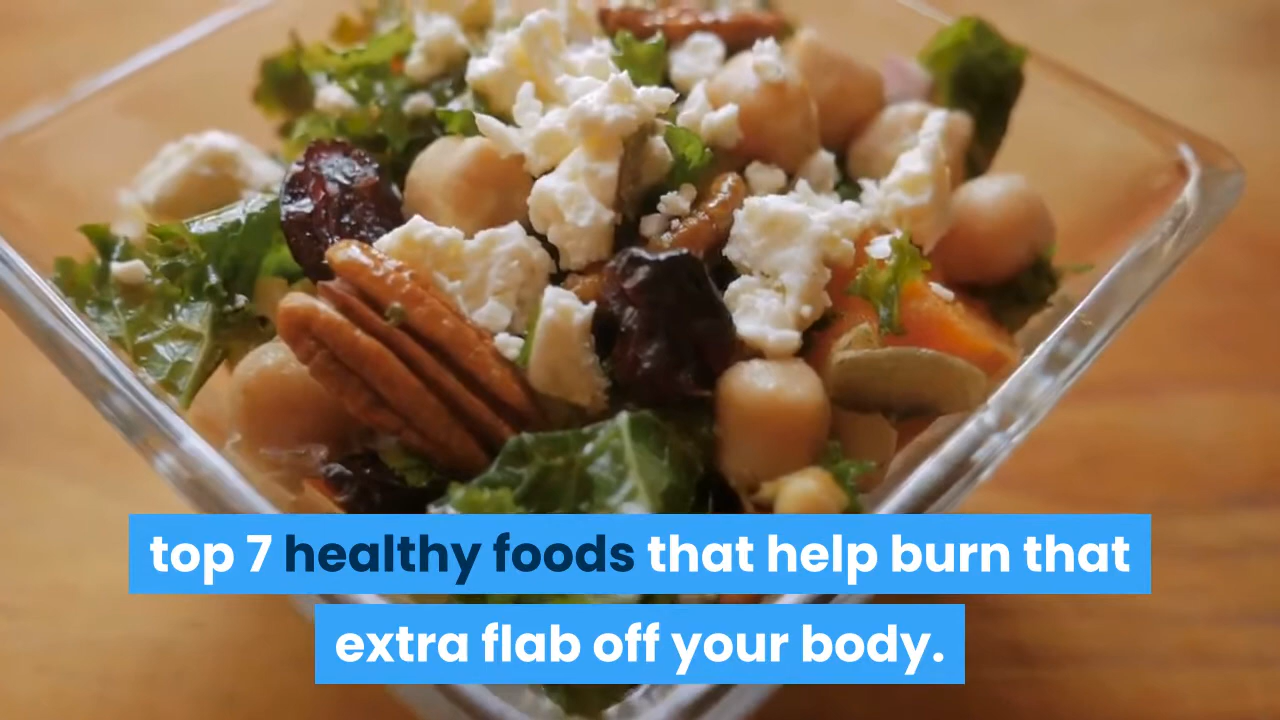 top 7 healthy foods that help burn that
extra flab off your body.